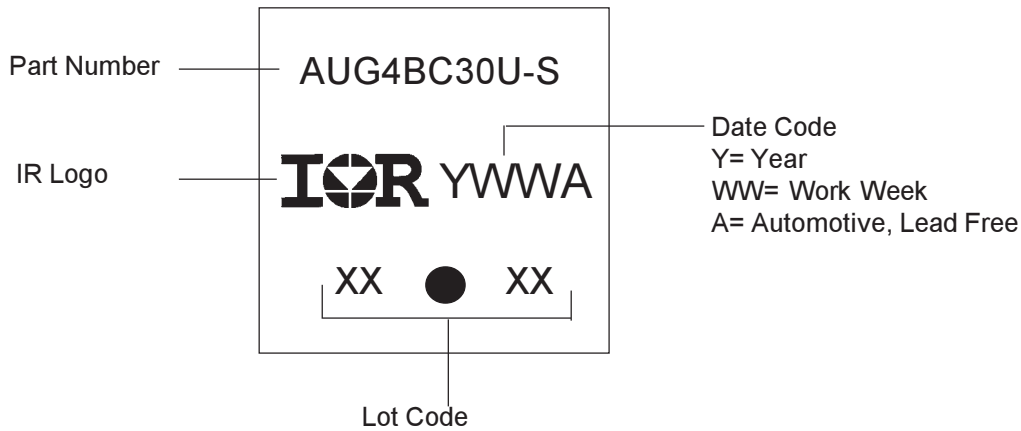 Part Number
AUG4BC30U-S
IR Logo
IOR YWWA
Date Code
Y= Year
WW= Work Week
A= Automotive, Lead Free
XX XX
Lot Code